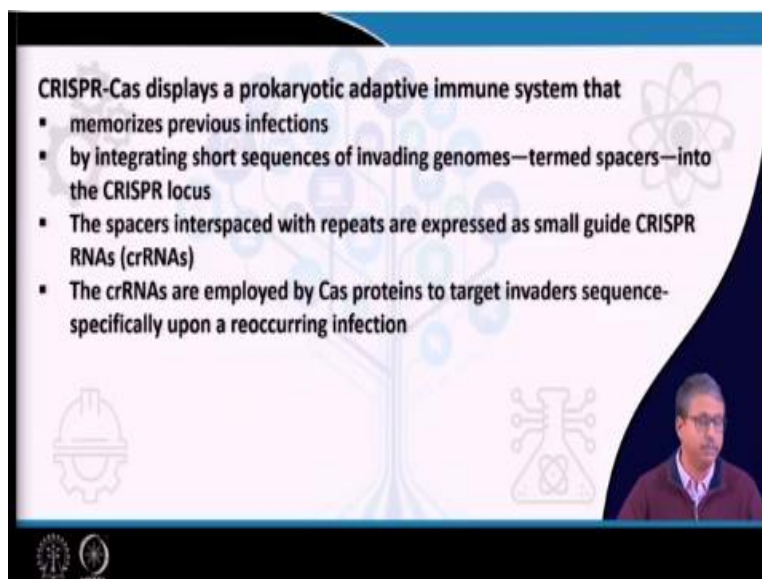 CRISPR-Cas displays a prokaryotic adaptive immune system that
▪ memorizes previous infections
▪ by integrating short sequences of invading genomes—termed spacers—into
the CRISPR locus
▪ The spacers interspaced with repeats are expressed as small guide CRISPR
RNAs (crRNAs)
▪ The crRNAs are employed by Cas proteins to target invaders sequence-
specifically upon a reoccurring infection